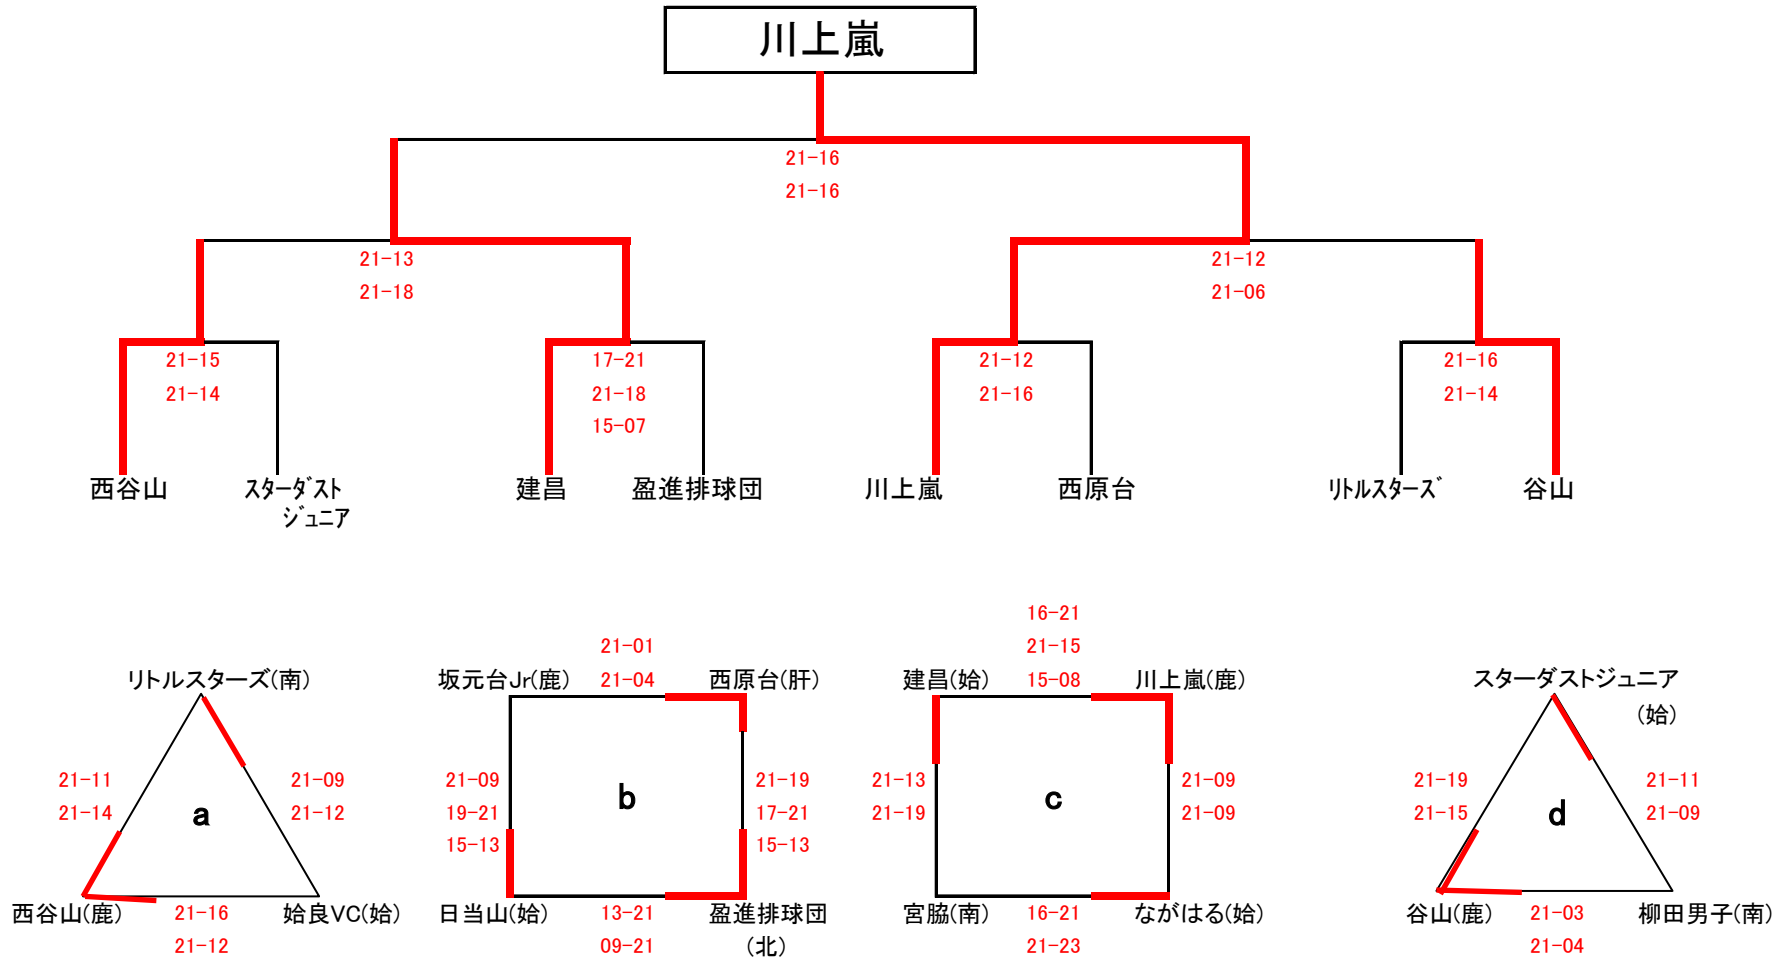 川上嵐
21-16
21-16
21-13
21-18
21-12
21-06
21-15
21-14
17-21
21-18
15-07
21-12
21-16
21-16
21-14
西谷山
スターダスト
ジュニア
建昌
盈進排球団
川上嵐
西原台
リトルスターズ
谷山
リトルスターズ(南)
21-11
21-14
a
21-09
21-12
西谷山(鹿)
21-16
21-12
姶良VC(姶)
坂元台Jr(鹿)
21-01
21-04
西原台(肝)
21-09
19-21
15-13
b
21-19
17-21
15-13
日当山(姶)
13-21
09-21
盈進排球団
(北)
建昌(姶)
16-21
21-15
15-08
川上嵐(鹿)
21-13
21-19
c
21-09
21-09
宮脇(南)
16-21
21-23
ながはる(姶)
スターダストジュニア
(姶)
21-19
21-15
d
21-11
21-09
谷山(鹿)
21-03
21-04
柳田男子(南)